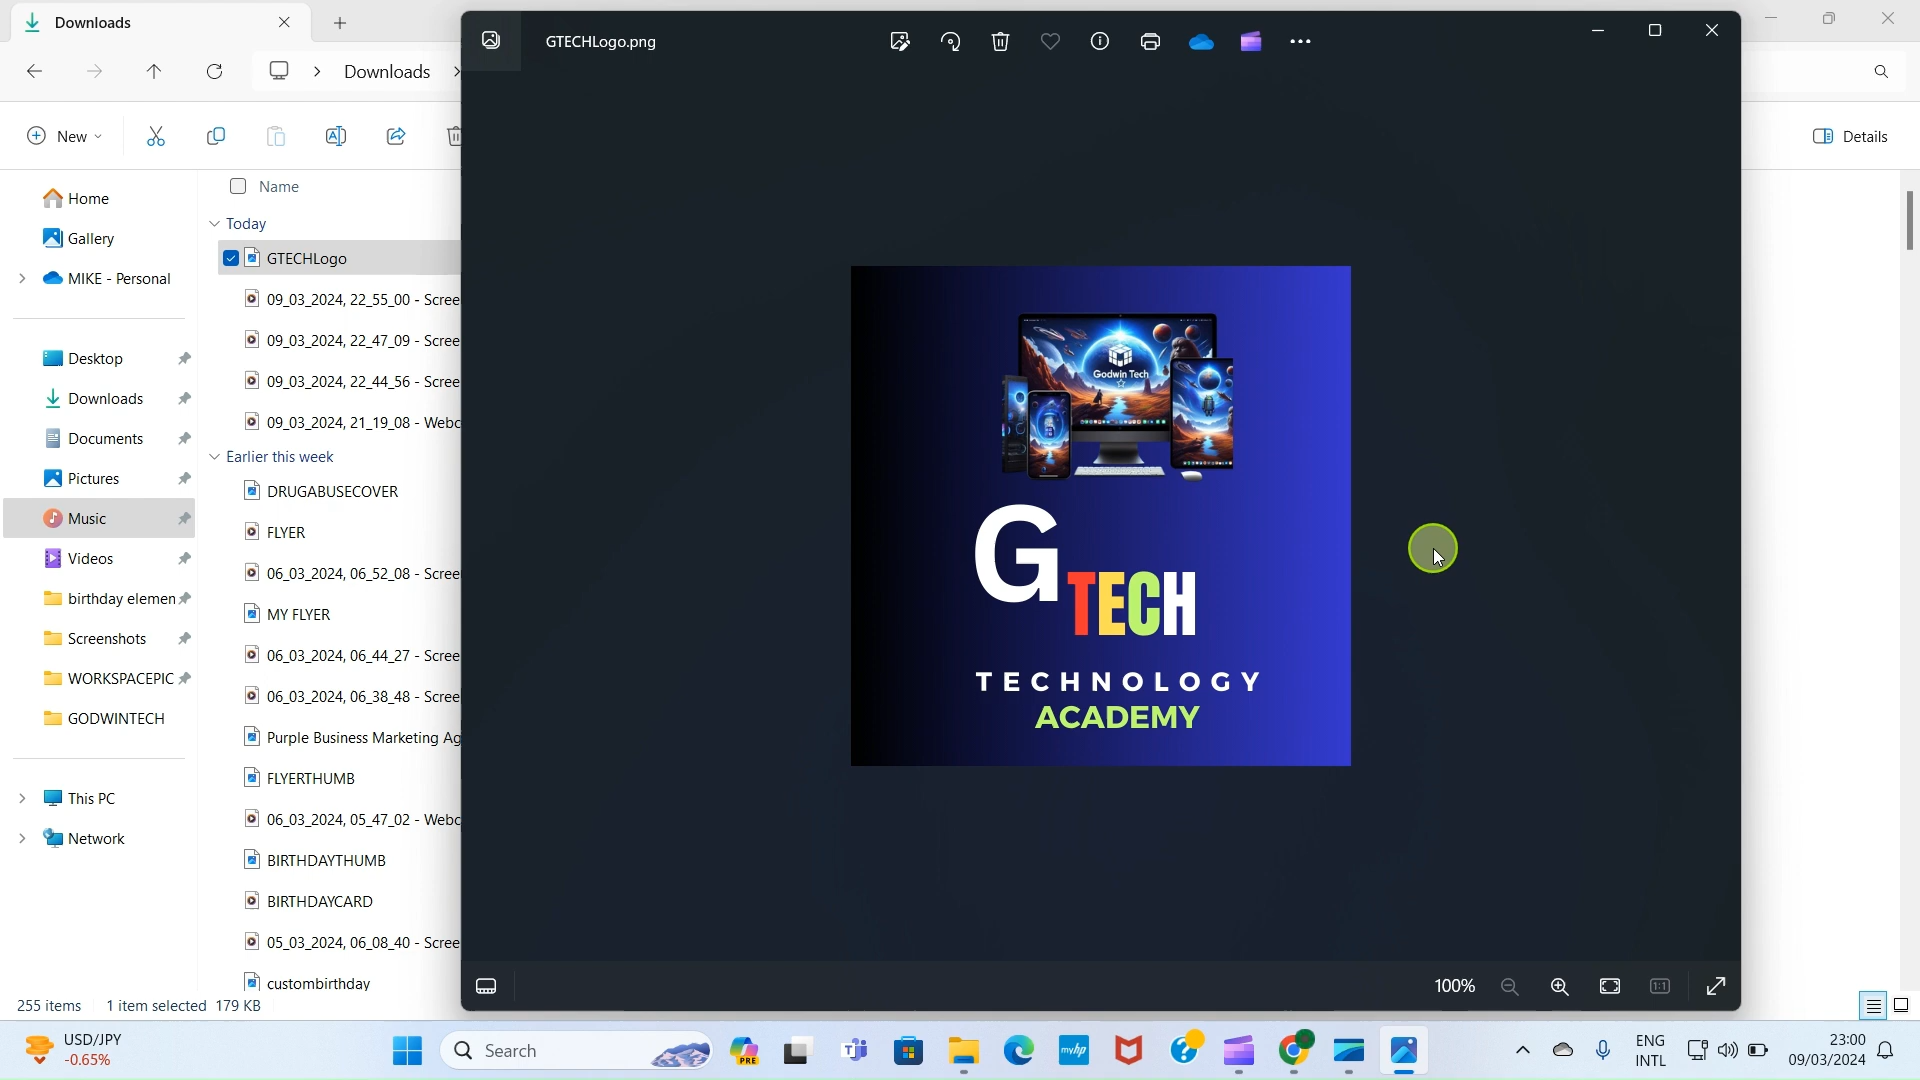 Downloads
GTECHLogo.png
Downloads
New
Details
Home
Gallery
MIKE - Personal
Desktop
Downloads
Documents
Pictures
Music
Videos
birthday elemen
Screenshots
WORKSPACEPIC
GODWINTECH
This PC
Network
Name
Today
GTECHLogo
09_03_2024, 22_55_00 - Scree
09_03_2024, 22_47_09 - Scree
09_03_2024, 22_44_56 - Scree
09_03_2024, 21_19_08 - Webc
Earlier this week
DRUGABUSECOVER
FLYER
06_03_2024, 06_52_08 - Scree
MY FLYER
06_03_2024, 06_44_27 - Scree
06_03_2024, 06_38_48 - Scree
Purple Business Marketing Ag
FLYERTHUMB
06_03_2024, 05_47_02 - Webc
BIRTHDAYTHUMB
BIRTHDAYCARD
05_03_2024, 06_08_40 - Scree
custombirthday
Godwin Tech
G
TECH
TECHNOLOGY
ACADEMY
100%
1:1
255 items 1 item selected 179 KB
USD/JPY
-0.65%
Search
PRE
myhp
ENG
INTL
23:00
09/03/2024